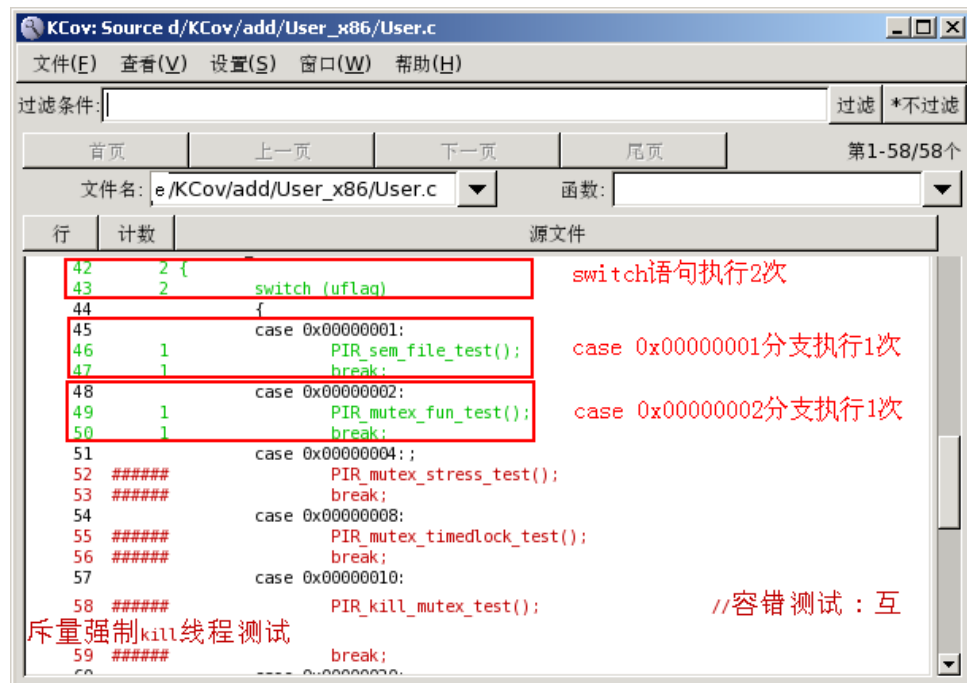 KCov: Source d/KCov/add/User_x86/User.c
文件(F) 查看(V) 设置(S) 窗口(W) 帮助(H)
过滤条件: 过滤 *不过滤
首页 上一页 下一页 尾页 第1-58/58个
文件名: e/KCov/add/User_x86/User.c 函数:
行 计数 源文件
42 2 {
43 2 switch (uflag)
switch语句执行2次
44 {
45 case 0x00000001:
46 1 PIR_sem_file_test();
case 0x00000001分支执行1次
47 1 break;
48 case 0x00000002:
49 1 PIR_mutex_fun_test();
case 0x00000002分支执行1次
50 1 break;
51 case 0x00000004:;
52 ###### PIR_mutex_stress_test();
53 ###### break;
54 case 0x00000008:
55 ###### PIR_mutex_timedlock_test();
56 ###### break;
57 case 0x00000010:
58 ###### PIR_kill_mutex_test(); //容错测试：互
斥量强制kill线程测试
59 ###### break;